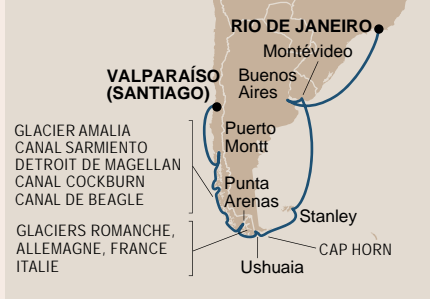 RIO DE JANEIRO
Montévideo
Buenos
Aires
VALPARAÍSO
(SANTIAGO)
Puerto
Montt
GLACIER AMALIA
CANAL SARMIENTO
DETROIT DE MAGELLAN
CANAL COCKBURN
CANAL DE BEAGLE
Punta
Arenas
Stanley
GLACIERS ROMANCHE,
ALLEMAGNE, FRANCE
ITALIE
CAP HORN
Ushuaia